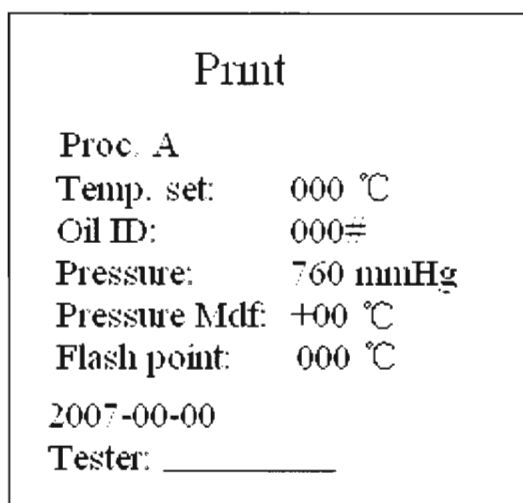 Print
Proc. A
Temp. set: 000 ℃
Oil ID: 000#
Pressure: 760 mmHg
Pressure Mdf: +00 ℃
Flash point: 000 ℃
2007-00-00
Tester: ____________